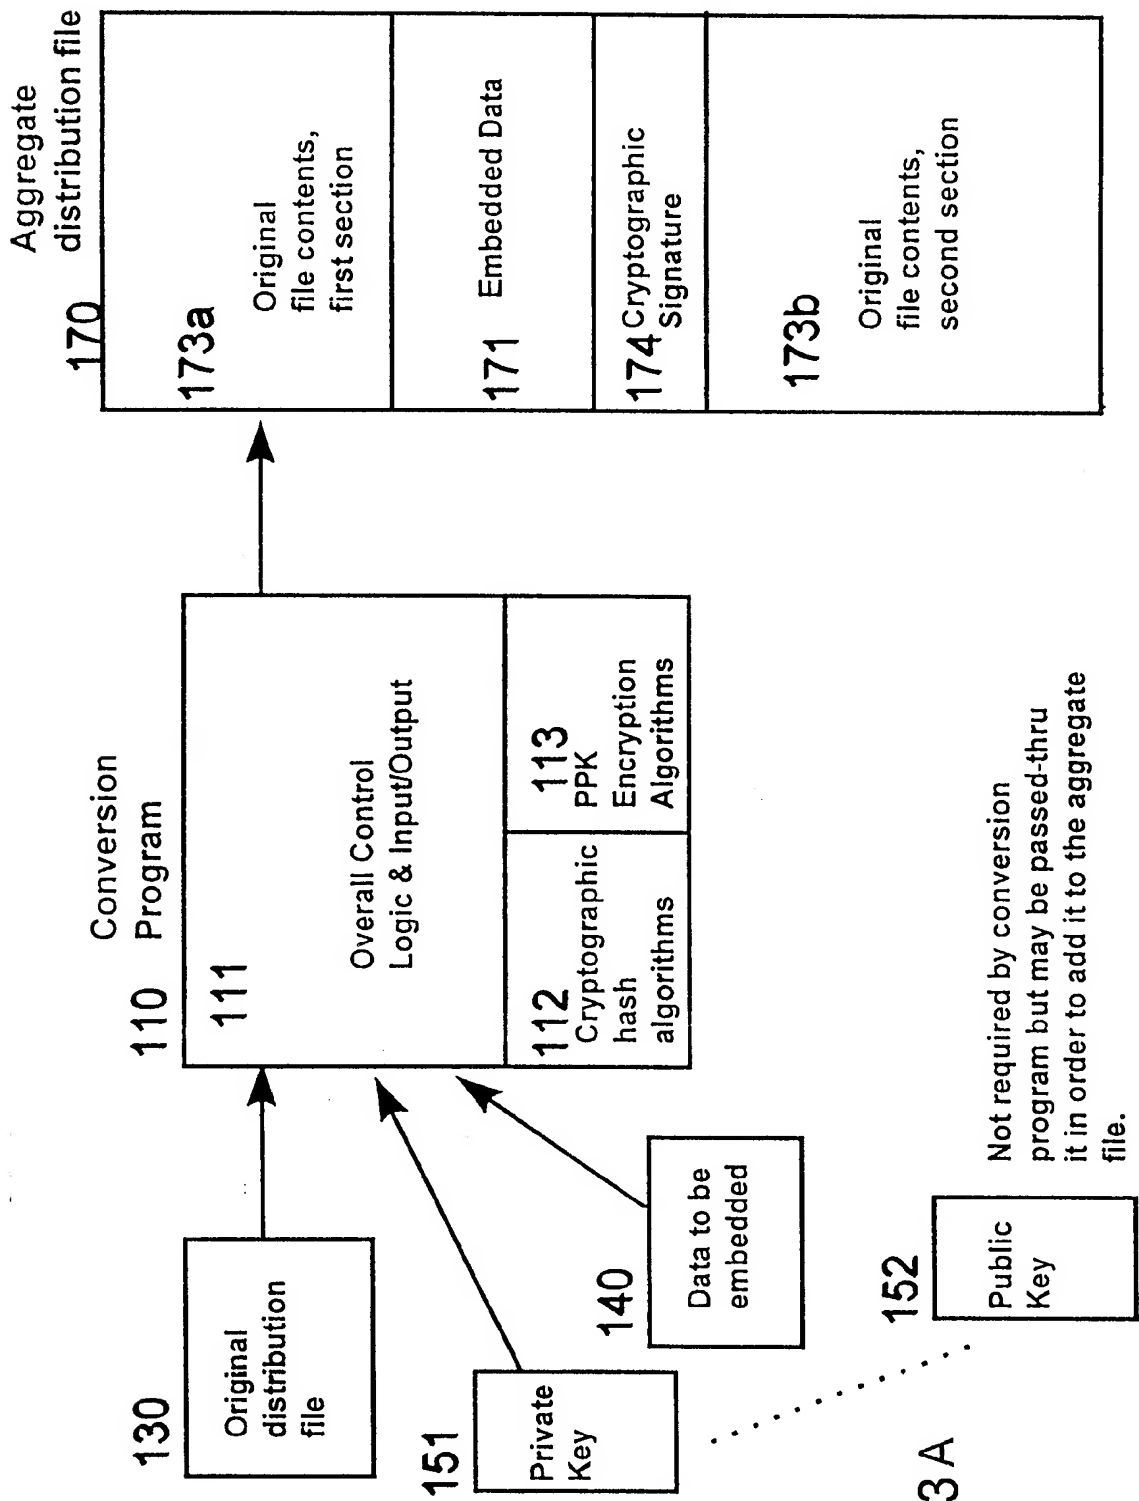 Aggregate
distribution file
170
173a
Original
file contents,
first section
171
Embedded Data
174
Cryptographic
Signature
173b
Original
file contents,
second section
Conversion
110 Program
111
Overall Control
Logic & Input/Output
112
Cryptographic
hash
algorithms
113
PPK
Encryption
Algorithms
130
Original
distribution
file
151
Private
Key
140
Data to be
embedded
152
Public
Key
Not required by conversion
program but may be passed-thru
it in order to add it to the aggregate
file.
3 A